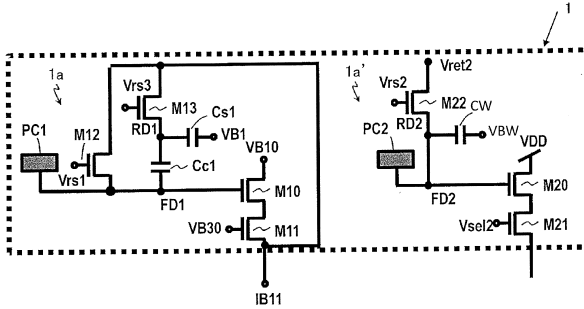 1
1a
Vrs3
M13
RD1
Cs1
VB1
PC1
M12
Vrs1
Cc1
FD1
VB10
M10
VB30
M11
IB11
1a'
Vret2
Vrs2
M22
RD2
CW
VBW
PC2
VDD
FD2
M20
Vsel2
M21